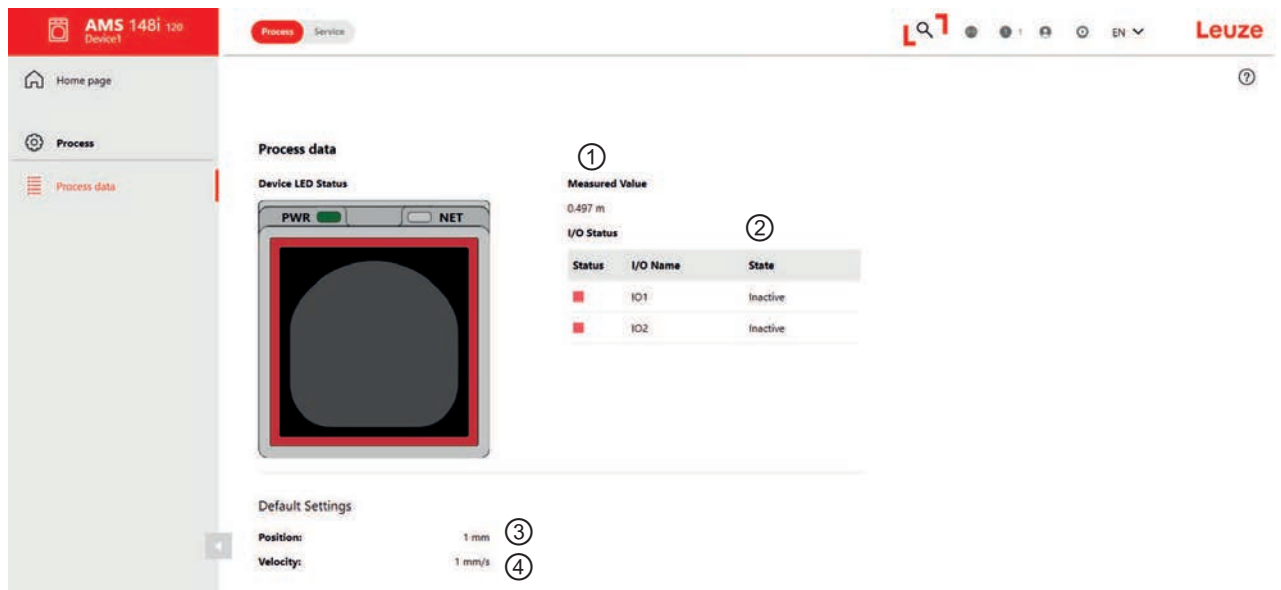 AMS 148i 120
Device1
Process Service
1
EN
Leuze
Home page
?
Process
Process data
Process data
①
Device LED Status
Measured Value
PWR NET
0.497 m
I/O Status
②
Status I/O Name State
IO1 Inactive
IO2 Inactive
Default Settings
Position: 1 mm ③
Velocity: 1 mm/s ④